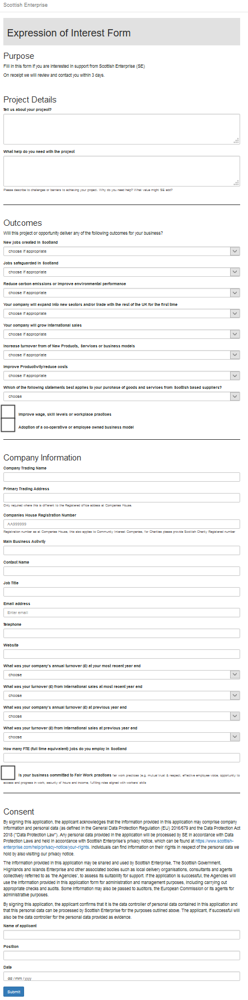 Scottish Enterprise
Expression of Interest Form
Purpose
Fill in this form if you are interested in support from Scottish Enterprise (SE)
On receipt we will review and contact you within 3 days.
Project Details
Tell us about your project?
What help do you need with the project
Please describe to challenges or barriers to achieving your project. Why do you need help? What value might SE add?
Outcomes
Will this project or opportunity deliver any of the following outcomes for your business?
New jobs created in Scotland
choose if appropriate
Jobs safeguarded in Scotland
choose if appropriate
Reduce carbon emissions or improve environmental performance
choose if appropriate
Your company will expand into new sectors and/or trade with the rest of the UK for the first time
choose if appropriate
Your company will grow international sales
choose if appropriate
Increase turnover from of New Products, Services or business models
choose if appropriate
Improve Productivity/reduce costs
choose if appropriate
Which of the following statements best applies to your purchase of goods and services from Scottish based suppliers?
choose
Improve wage, skill levels or workplace practices
Adoption of a co-operative or employee owned business model
Company Information
Company Trading Name
Primary Trading Address
Only required where this is different to the Registered office addess at Companies House.
Companies House Registration Number
AA999999
Registration number as at Companies House, this also applies to Community Interest Companies, for Charities please provide Scottish Charity Registered number
Main Business Activity
Contact Name
Job Title
Email address
Enter email
Telephone
Website
What was your company's annual turnover (£) at your most recent year end
choose
What was your turnover (£) from international sales at most recent year end
choose
What was your company's annual turnover (£) at previous year end
choose
What was your turnover (£) from international sales at previous year end
choose
How many FTE (full time equivalent) jobs do you employ in Scotland
Is your business committed to Fair Work practices fair work practices (e.g. mutual trust & respect, effective employee voice, opportunity to
access and progress in work, security of hours and income, fulfilling roles aligned with workers' skills
Consent
By signing this application, the applicant acknowledges that the information provided in this application may comprise company
information and personal data (as defined in the General Data Protection Regulation (EU) 2016/679 and the Data Protection Act
2018 ("Data Protection Law"). Any personal data provided in the application will be processed by SE in accordance with Data
Protection Laws and held in accordance with Scottish Enterprise's privacy notice, which can be found at https://www.scottish-
enterprise.com/help/privacy-notice/your-rights. Individuals can find information on their rights in respect of the personal data we
hold by also visiting our privacy notice.
The information provided in this application may be shared and used by Scottish Enterprise, The Scottish Government,
Highlands and Islands Enterprise and other associated bodies such as local delivery organisations, consultants and agents
collectively referred to as 'the Agencies', to assess its suitability for support. If the application is successful, the Agencies will
use the information provided in this application form for administration and management purposes, including carrying out
appropriate checks and audits. Some information may also be passed to auditors, the European Commission or its agents for
administrative purposes.
By signing this application, the applicant confirms that it is the data controller of personal data contained in this application and
that this personal data can be processed by Scottish Enterprise for the purposes outlined above. The applicant, if successful will
also be the data controller for the personal data provided as evidence.
Name of applicant
Position
Date
dd / mm / yyyy
Submit